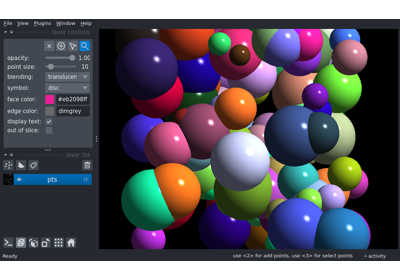 File View Plugins Window Help
layer controls
opacity: 1.00
point size: 10
blending: translucen
symbol: disc
face color: #eb2098ff
edge color: dimgrey
display text:
out of slice:
layer list
pts
Ready use <2> for add points, use <3> for select points activity